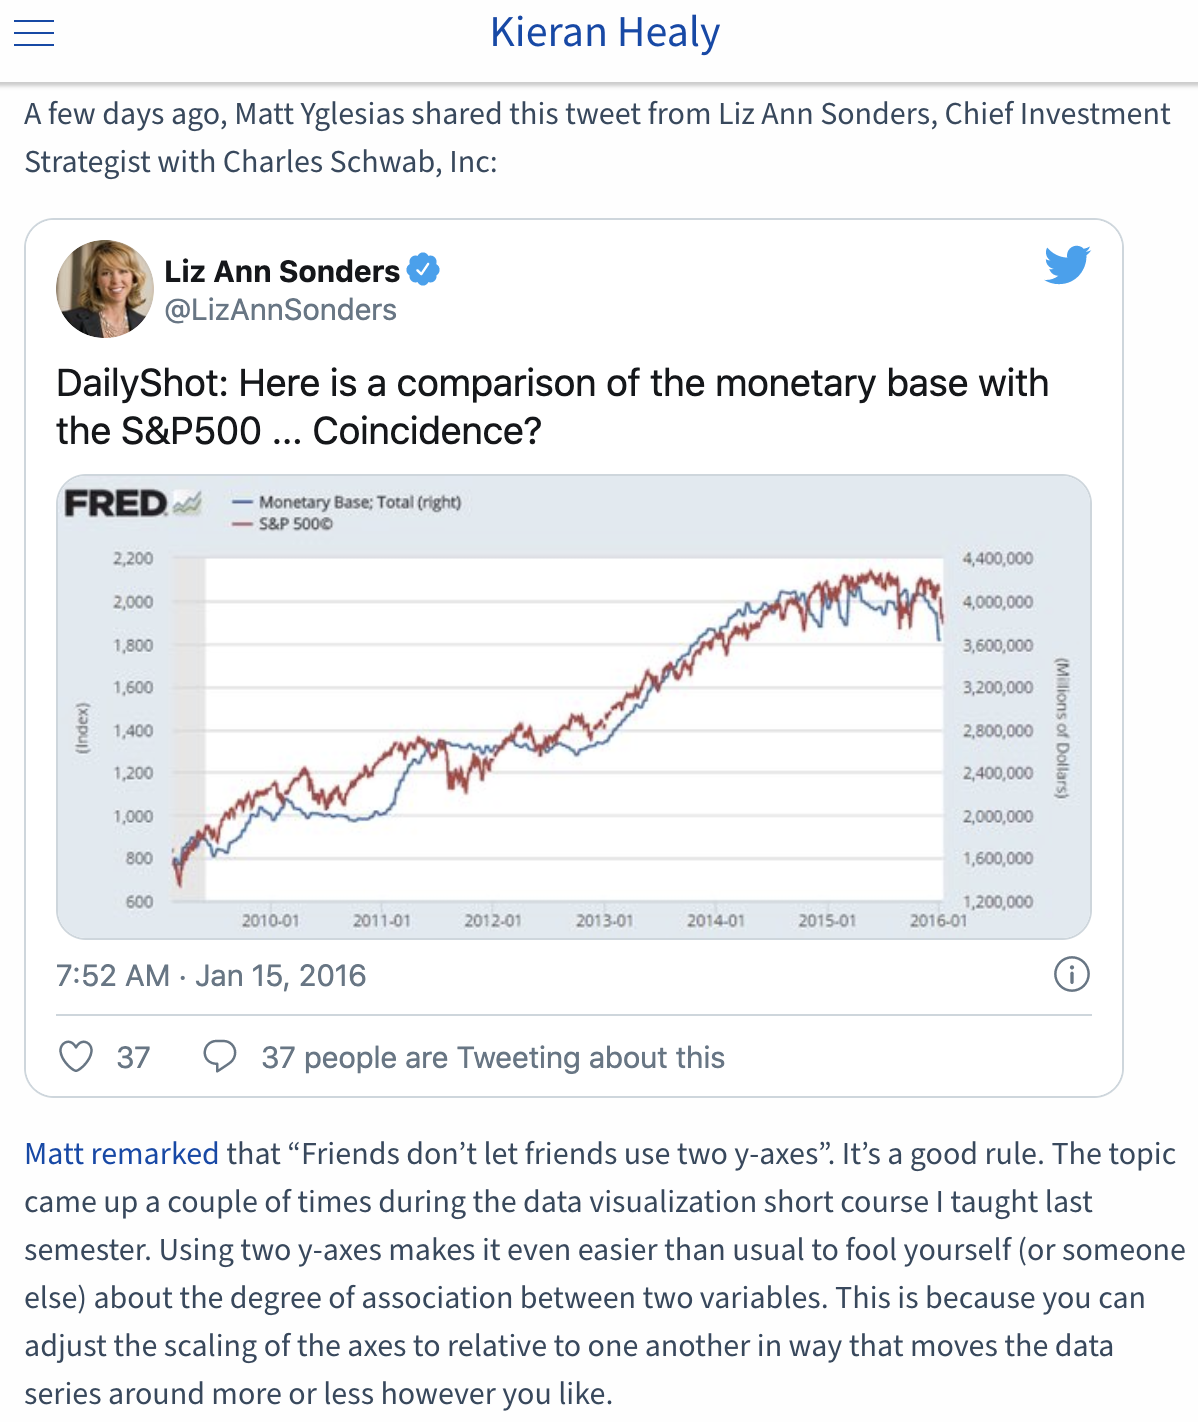 Kieran Healy
A few days ago, Matt Yglesias shared this tweet from Liz Ann Sonders, Chief Investment
Strategist with Charles Schwab, Inc:
Liz Ann Sonders
@LizAnnSonders
DailyShot: Here is a comparison of the monetary base with
the S&P500 ... Coincidence?
FRED
Monetary Base; Total (right)
S&P 500©
2,200
2,000
1,800
1,600
1,400
1,200
1,000
800
600
(Index)
4,400,000
4,000,000
3,600,000
3,200,000
2,800,000
2,400,000
2,000,000
1,600,000
1,200,000
(Millions of Dollars)
2010-01 2011-01 2012-01 2013-01 2014-01 2015-01 2016-01
7:52 AM · Jan 15, 2016
37 37 people are Tweeting about this
Matt remarked that “Friends don’t let friends use two y-axes”. It’s a good rule. The topic
came up a couple of times during the data visualization short course I taught last
semester. Using two y-axes makes it even easier than usual to fool yourself (or someone
else) about the degree of association between two variables. This is because you can
adjust the scaling of the axes to relative to one another in way that moves the data
series around more or less however you like.